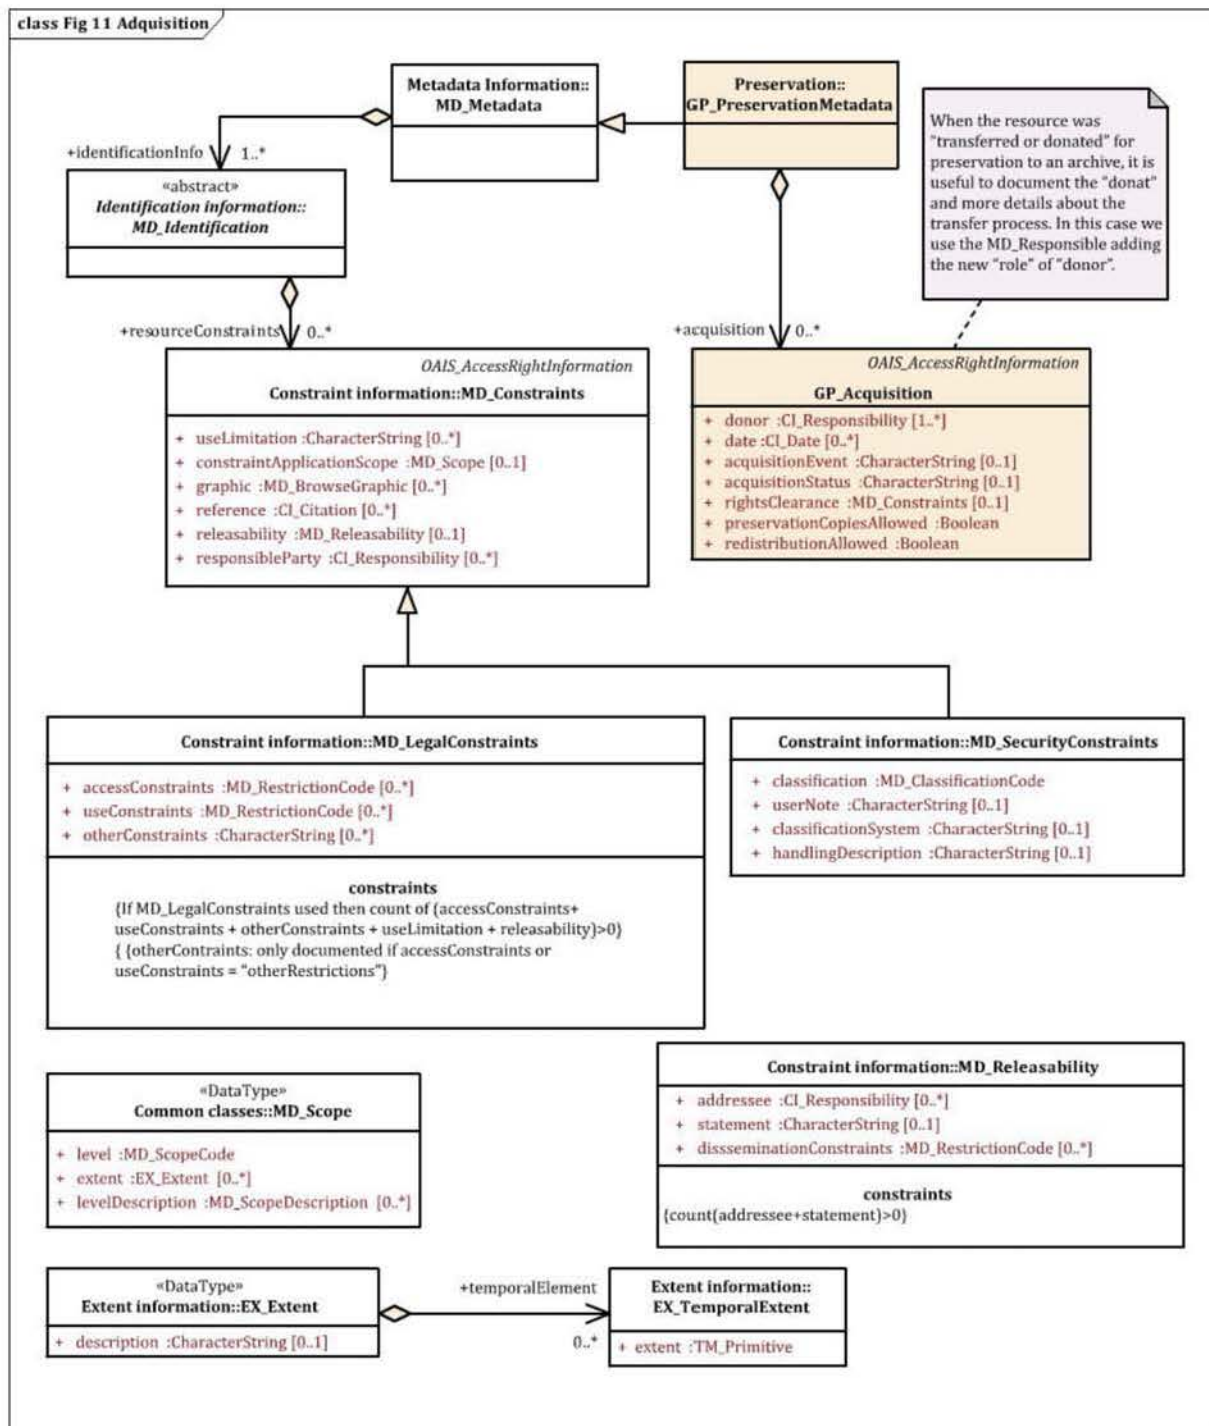 class Fig 11 Adquisition
Metadata Information::
MD_Metadata
Preservation::
GP_PreservationMetadata
When the resource was
“transferred or donated” for
preservation to an archive, it is
useful to document the “donat”
and more details about the
transfer process. In this case we
use the MD_Responsible adding
the new “role” of “donor”.
+identificationInfo
1..*
«abstract»
Identification information::
MD_Identification
+resourceConstraints
0..*
+acquisition
0..*
OAIS_AccessRightInformation
Constraint information::MD_Constraints
+ useLimitation :CharacterString [0..*]
+ constraintApplicationScope :MD_Scope [0..1]
+ graphic :MD_BrowseGraphic [0..*]
+ reference :CI_Citation [0..*]
+ releasability :MD_Releasability [0..1]
+ responsibleParty :CI_Responsibility [0..*]
OAIS_AccessRightInformation
GP_Acquisition
+ donor :CI_Responsibility [1..*]
+ date :CI_Date [0..*]
+ acquisitionEvent :CharacterString [0..1]
+ acquisitionStatus :CharacterString [0..1]
+ rightsClearance :MD_Constraints [0..1]
+ preservationCopiesAllowed :Boolean
+ redistributionAllowed :Boolean
Constraint information::MD_LegalConstraints
+ accessConstraints :MD_RestrictionCode [0..*]
+ useConstraints :MD_RestrictionCode [0..*]
+ otherConstraints :CharacterString [0..*]
constraints
{If MD_LegalConstraints used then count of (accessConstraints+
useConstraints + otherConstraints + useLimitation + releasability)>0}
{ {otherContraints: only documented if accessConstraints or
useConstraints = “otherRestrictions”}
Constraint information::MD_SecurityConstraints
+ classification :MD_ClassificationCode
+ userNote :CharacterString [0..1]
+ classificationSystem :CharacterString [0..1]
+ handlingDescription :CharacterString [0..1]
Constraint information::MD_Releasability
+ addressee :CI_Responsibility [0..*]
+ statement :CharacterString [0..1]
+ dissseminationConstraints :MD_RestrictionCode [0..*]
constraints
{count(addressee+statement)>0}
«DataType»
Common classes::MD_Scope
+ level :MD_ScopeCode
+ extent :EX_Extent [0..*]
+ levelDescription :MD_ScopeDescription [0..*]
«DataType»
Extent information::EX_Extent
+ description :CharacterString [0..1]
+temporalElement
0..*
Extent information::
EX_TemporalExtent
+ extent :TM_Primitive